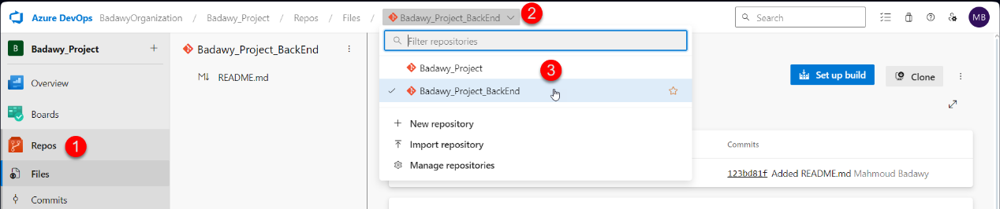 Azure DevOps BadawyOrganization / Badawy_Project / Repos / Files / Badawy_Project_BackEnd 2 Search MB
B Badawy_Project + Badawy_Project_BackEnd Filter repositories
README.md Badawy_Project 3 Set up build Clone
Overview Badawy_Project_BackEnd
Boards New repository
Repos 1 Import repository Commits
Files Manage repositories 123bd81f Added README.md Mahmoud Badawy
Commits